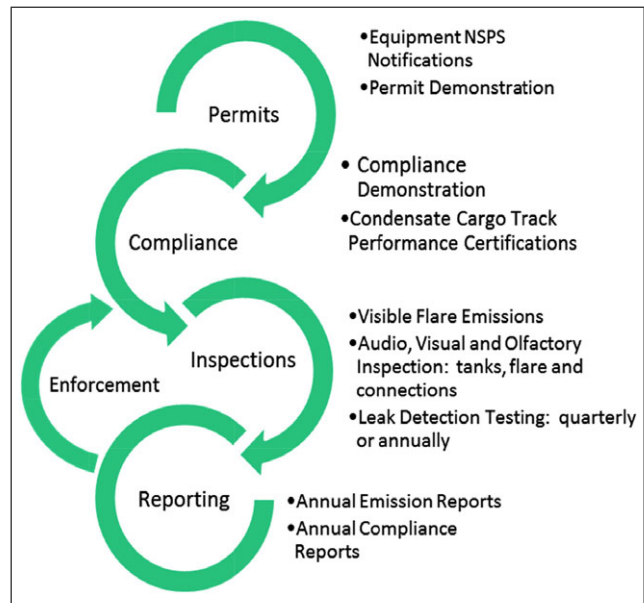 •Equipment NSPS
Notifications
•Permit Demonstration
Permits
• Compliance
Demonstration
•Condensate Cargo Track
Performance Certifications
Compliance
•Visible Flare Emissions
•Audio, Visual and Olfactory
Inspection: tanks, flare and
connections
•Leak Detection Testing: quarterly
or annually
Inspections
Enforcement
Reporting
•Annual Emission Reports
•Annual Compliance
Reports